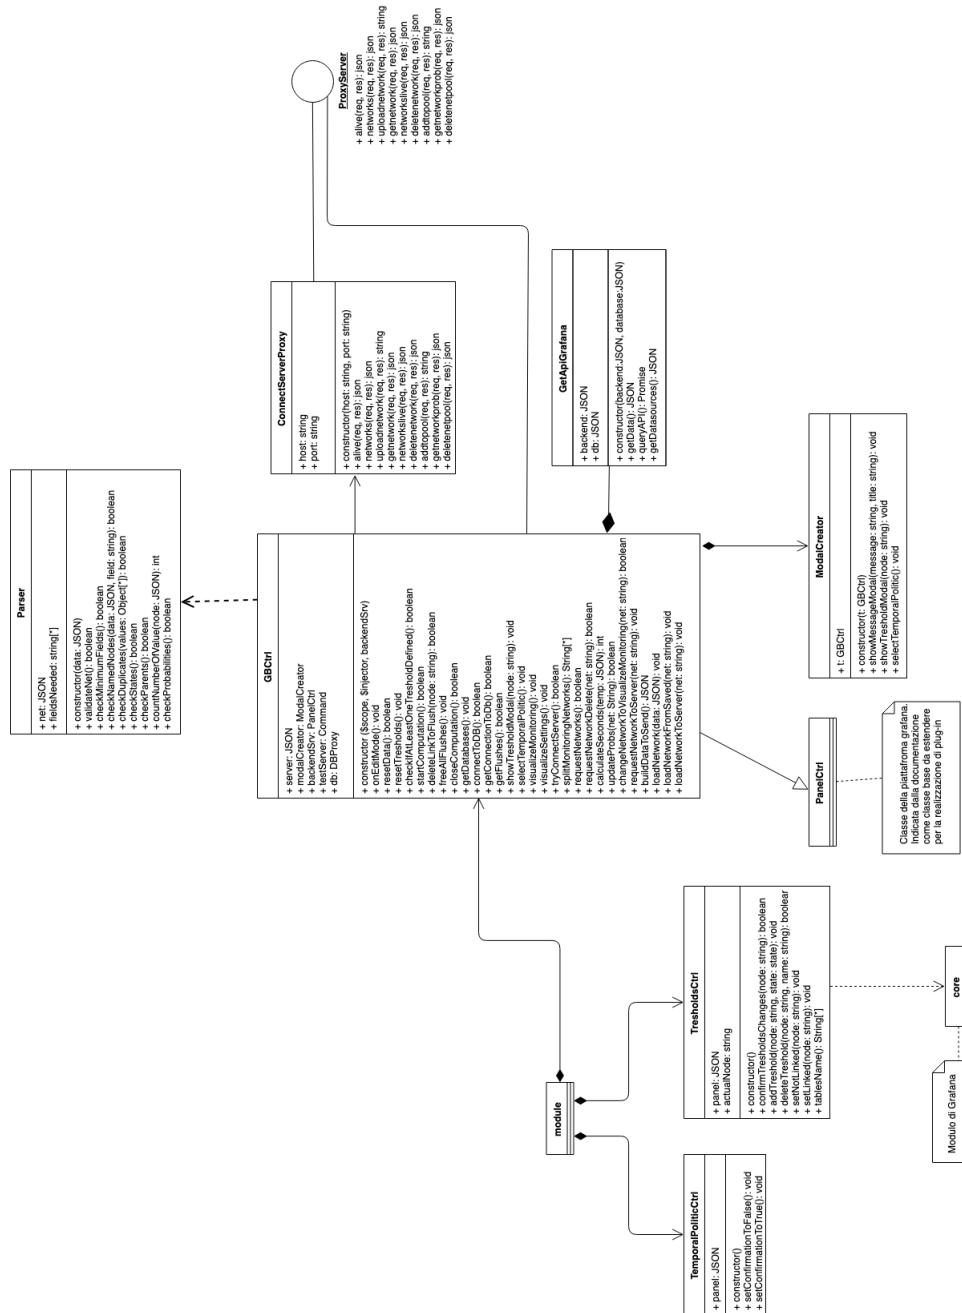 Parser
+ net: JSON
+ fieldsNeeded: string[*]
+ constructor(data: JSON)
+ validateNet(): boolean
+ checkMinimumFields(): boolean
+ checkNamedNodes(data: JSON, field: string): boolean
+ checkDuplicates(values: Object[*]): boolean
+ checkStates(): boolean
+ checkParents(): boolean
+ countNumberOfValue(node: JSON): int
+ checkProbabilities(): boolean
ConnectServerProxy
+ host: string
+ port: string
+ constructor(host: string, port: string)
+ alive(req, res): json
+ networks(req, res): json
+ uploadnetwork(req, res): string
+ getnetwork(req, res): json
+ networkslive(req, res): json
+ deletenetwork(req, res): json
+ addtopool(req, res): string
+ getnetworkprob(req, res): json
+ deletenetpool(req, res): json
ProxyServer
+ alive(req, res): json
+ networks(req, res): json
+ uploadnetwork(req, res): string
+ getnetwork(req, res): json
+ networkslive(req, res): json
+ deletenetwork(req, res): json
+ addtopool(req, res): string
+ getnetworkprob(req, res): json
+ deletenetpool(req, res): json
GBCtrl
+ server: JSON
+ modalCreator: ModalCreator
+ backendSrv: PanelCtrl
+ testServer: Command
+ db: DBProxy
+ constructor ($scope, $injector, backendSrv)
+ onEditMode(): void
+ resetData(): boolean
+ resetTresholds(): void
+ checkIfAtLeastOneTresholdDefined(): boolean
+ startComputation(): boolean
+ deleteLinkToFlush(node: string): boolean
+ freeAllFlushes(): void
+ closeComputation(): boolean
+ getDatabases(): void
+ connectToDB(): boolean
+ getConnectionToDb(): boolean
+ getFlushes(): boolean
+ showTresholdModal(node: string): void
+ selectTemporalPolitic(): void
+ visualizeMonitoring(): void
+ visualizeSettings(): void
+ tryConnectServer(): boolean
+ splitMonitoringNetworks(): String[*]
+ requestNetworks(): boolean
+ requestNetworkDelete(net: string): boolean
+ calculateSeconds(temp: JSON): int
+ updateProbs(net: String): boolean
+ changeNetworkToVisualizeMonitoring(net: string): boolean
+ requestNetworkToServer(net: string): void
+ buildDataToSend(): JSON
+ loadNetwork(data: JSON): void
+ loadNetworkFromSaved(net: string): void
+ loadNetworkToServer(net: string): void
GetApiGrafana
+ backend: JSON
+ db: JSON
+ constructor(backend:JSON, database:JSON)
+ getData(): JSON
+ queryAPI(): Promise
+ getDatasources(): JSON
ModalCreator
+ t: GBCtrl
+ constructor(t: GBCtrl)
+ showMessageModal(message: string, title: string): void
+ showTresholdModal(node: string): void
+ selectTemporalPolitic(): void
PanelCtrl
Classe della piattafroma grafana.
Indicata dalla documentazione
come classe base da estendere
per la realizzazione di plug-in
module
TresholdsCtrl
+ panel: JSON
+ actualNode: string
+ constructor()
+ confirmTresholdsChanges(node: string): boolean
+ addTreshold(node: string, state: state): void
+ deleteTreshold(node: string, name: string): boolear
+ setNotLinked(node: string): void
+ setLinked(node: string): void
+ tablesName(): String[*]
TemporalPoliticCtrl
+ panel: JSON
+ constructor()
+ setConfirmationToFalse(): void
+ setConfirmationToTrue(): void
core
Modulo di Grafana